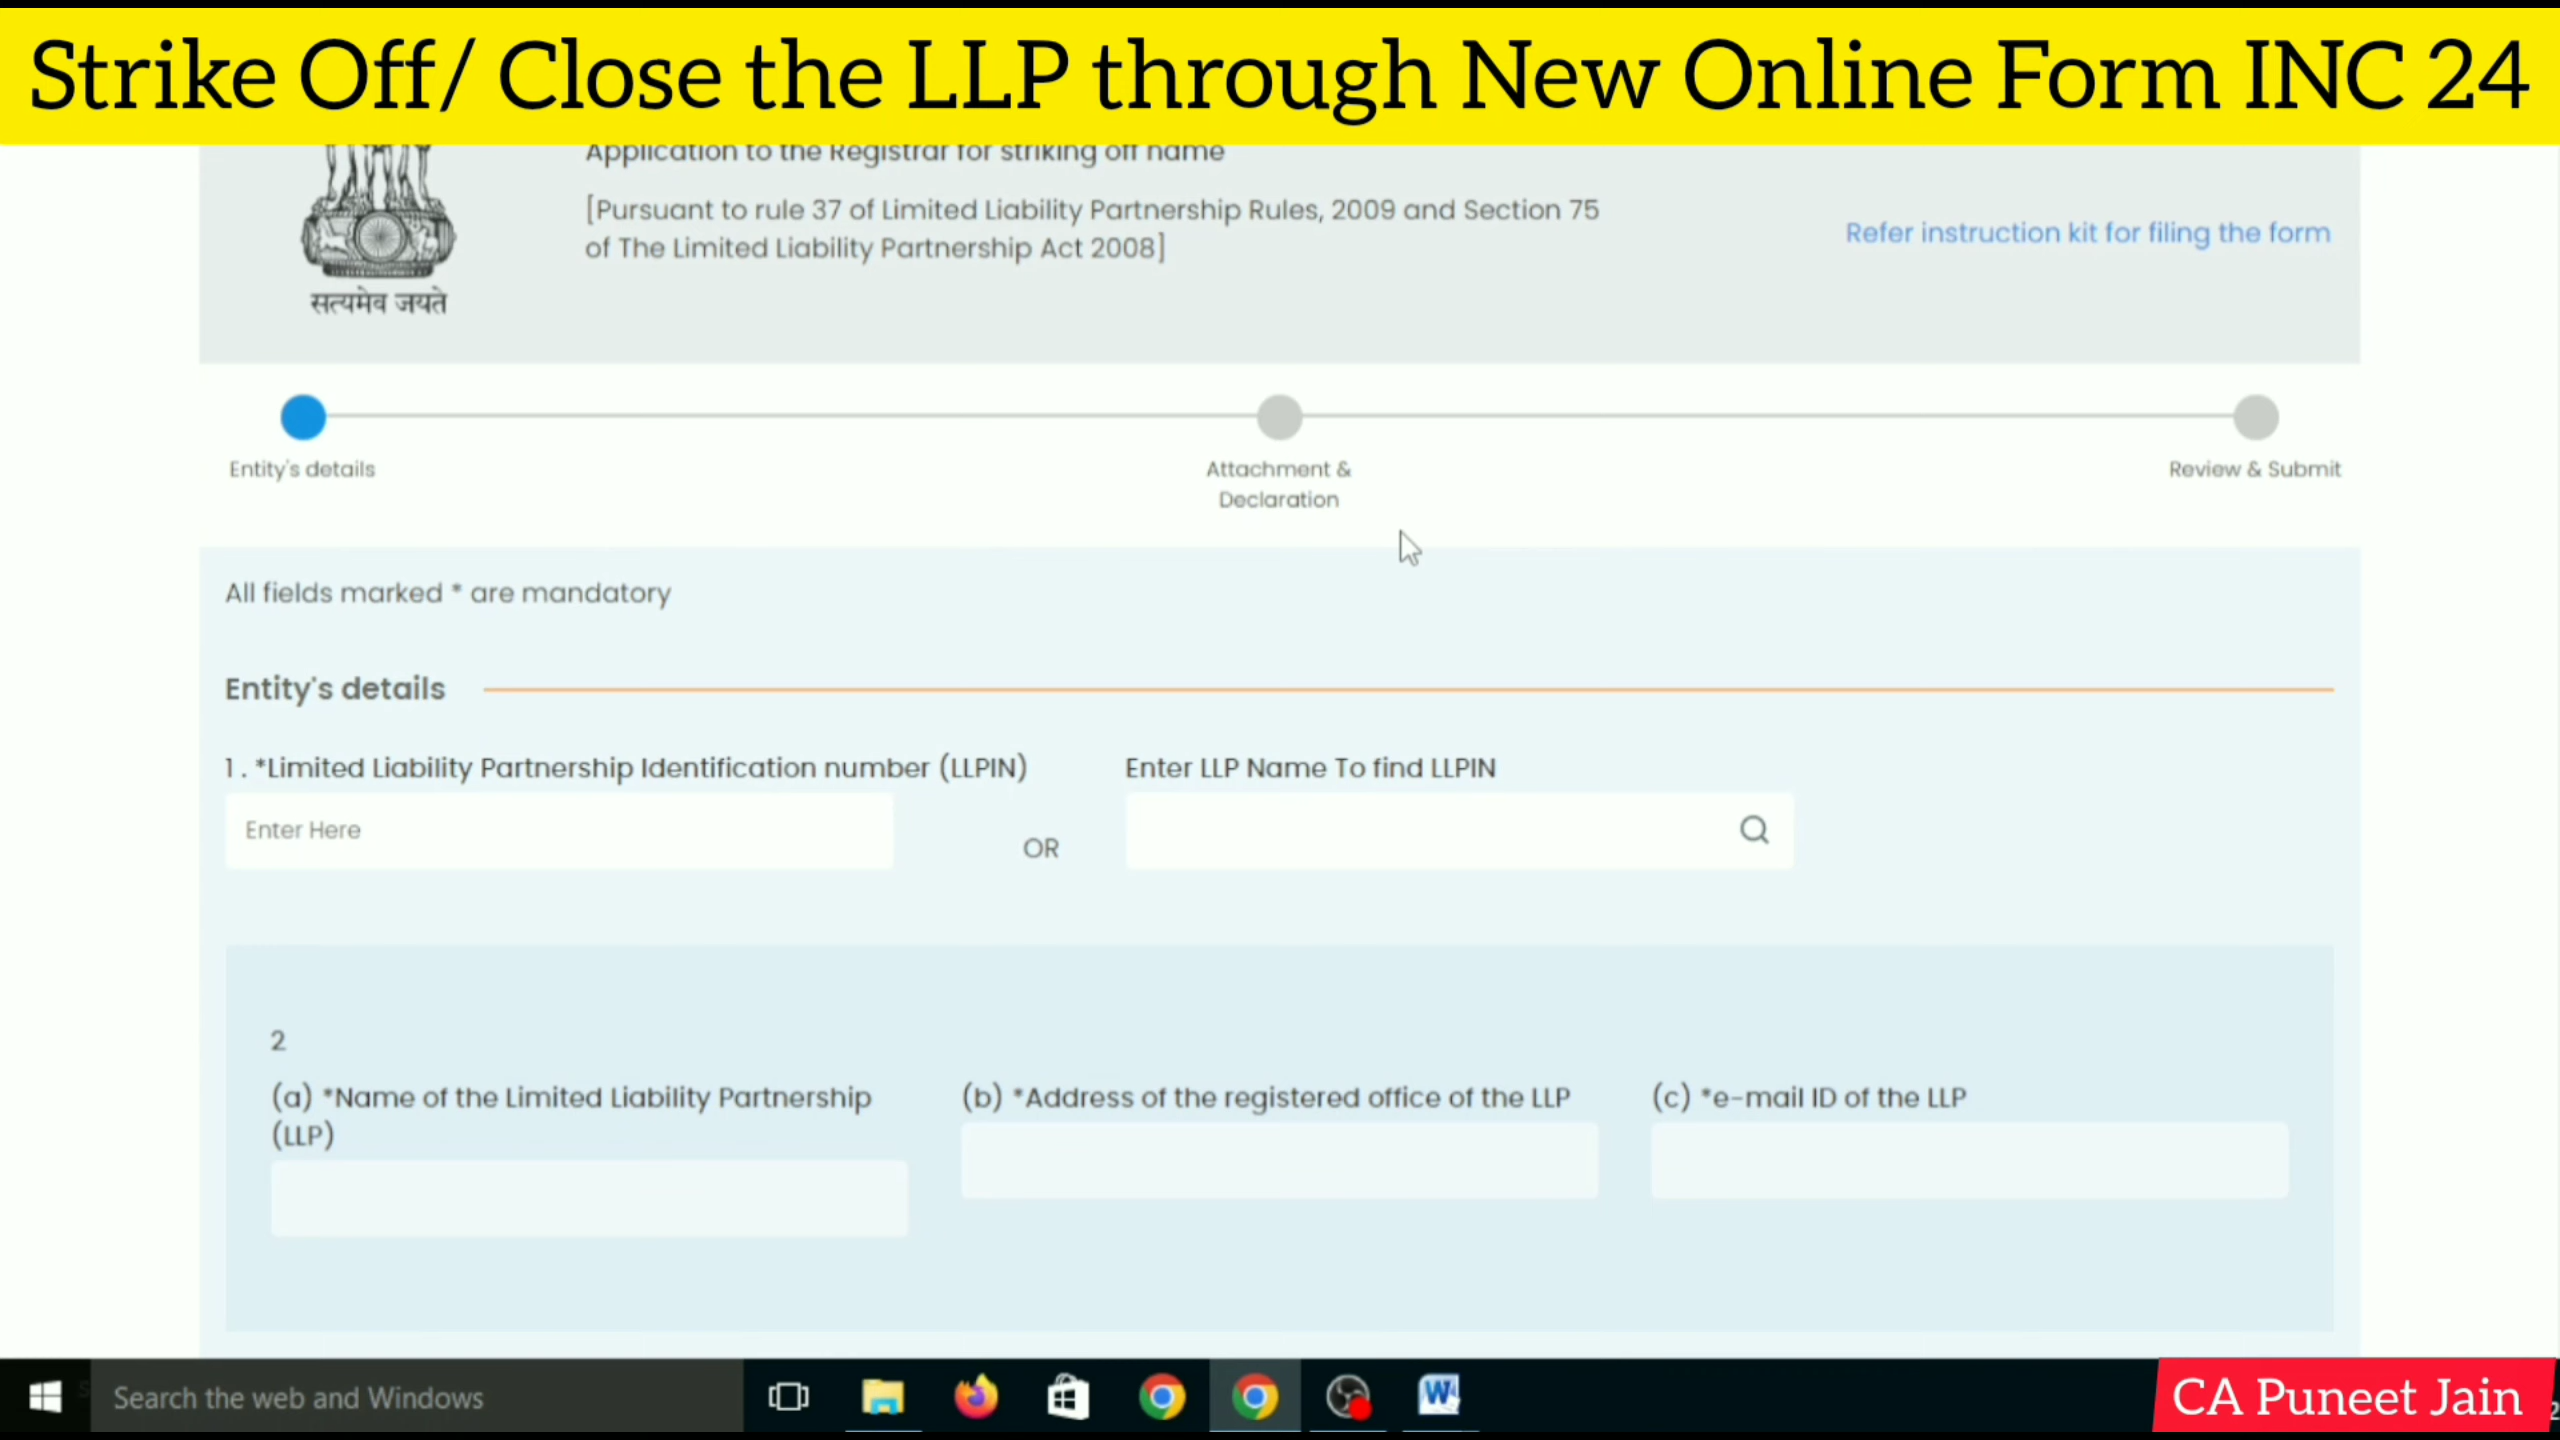 Strike Off/ Close the LLP through New Online Form INC 24
Application to the Registrar for striking off name
[Pursuant to rule 37 of Limited Liability Partnership Rules, 2009 and Section 75
of The Limited Liability Partnership Act 2008]
Refer instruction kit for filing the form
सत्यमेव जयते
Entity's details
Attachment &
Declaration
Review & Submit
All fields marked * are mandatory
Entity's details
1 . *Limited Liability Partnership Identification number (LLPIN)
Enter LLP Name To find LLPIN
Enter Here
OR
2
(a) *Name of the Limited Liability Partnership
(LLP)
(b) *Address of the registered office of the LLP
(c) *e-mail ID of the LLP
Search the web and Windows
CA Puneet Jain